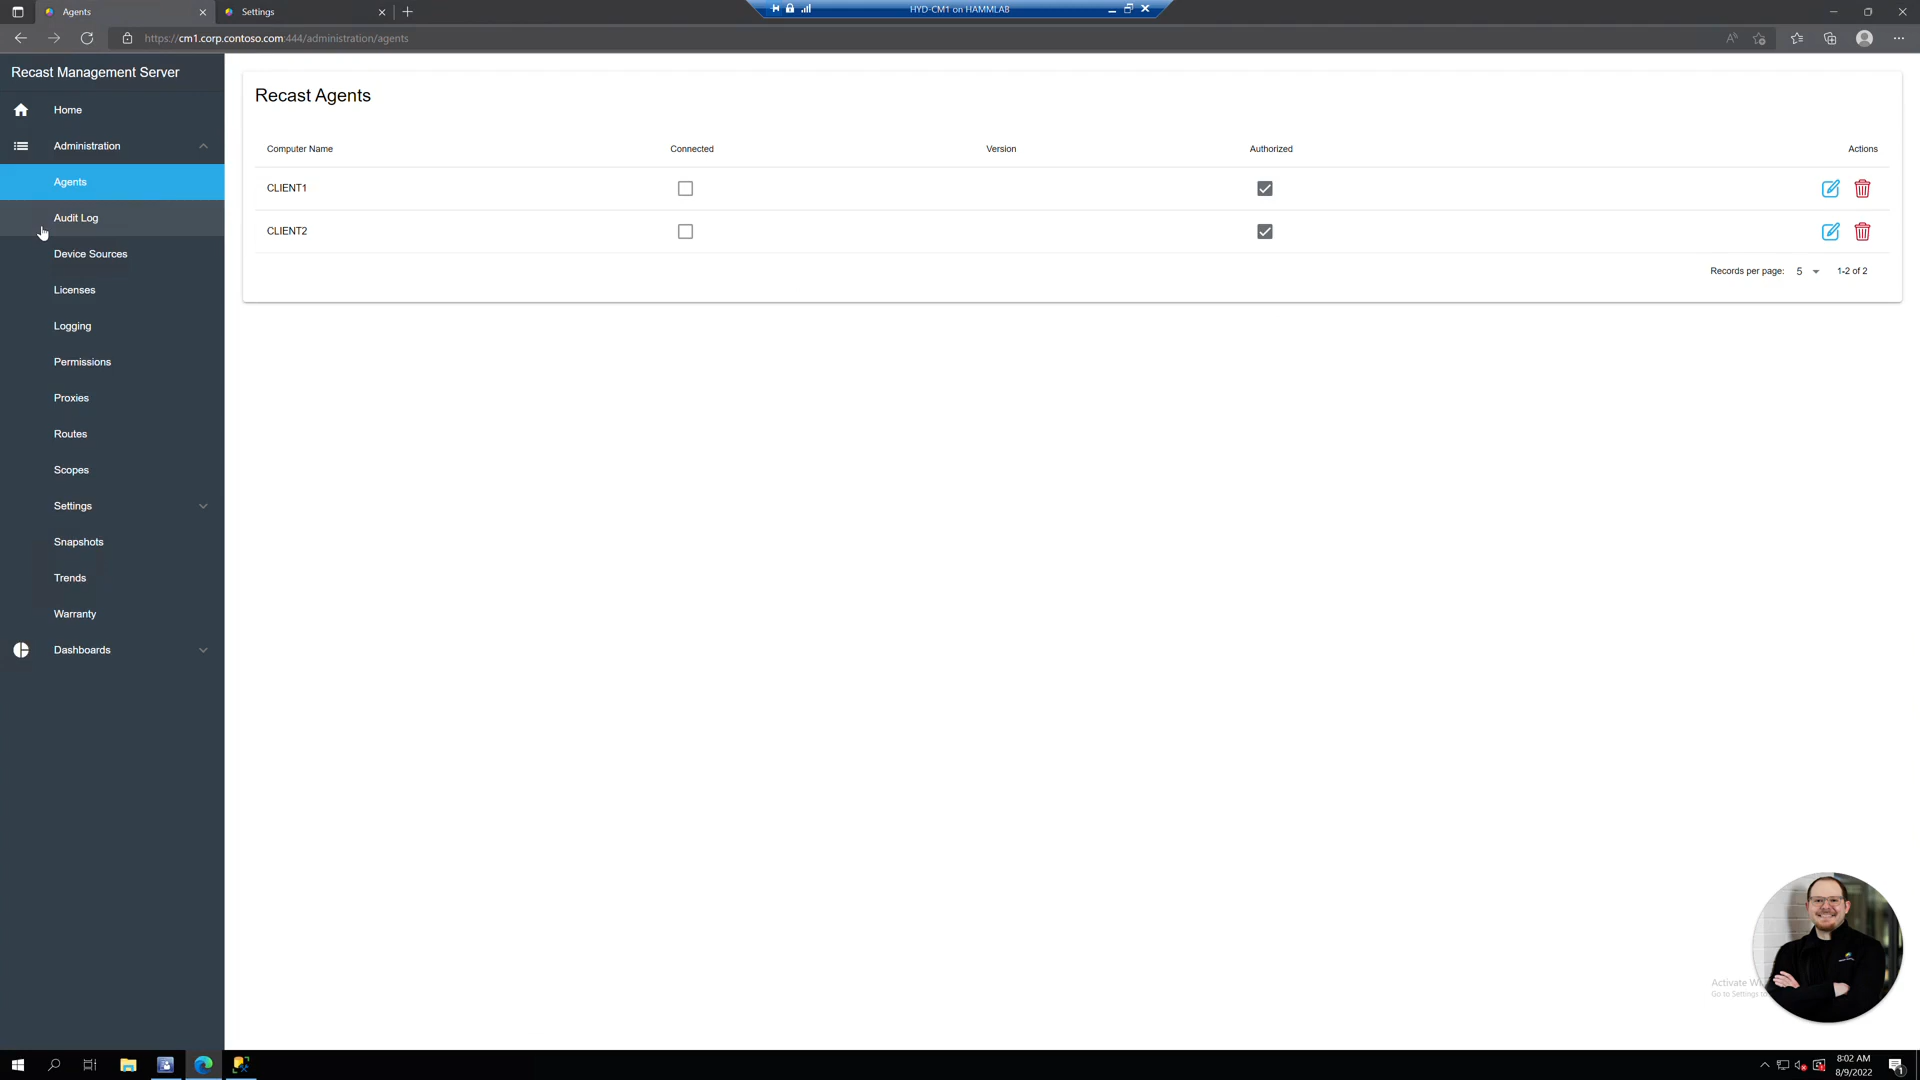 Agents
Settings
HYD-CM1 on HAMMLAB
https://cm1.corp.contoso.com:444/administration/agents
Recast Management Server
Home
Administration
Agents
Audit Log
Device Sources
Licenses
Logging
Permissions
Proxies
Routes
Scopes
Settings
Snapshots
Trends
Warranty
Dashboards
Recast Agents
Computer Name Connected Version Authorized Actions
CLIENT1
CLIENT2
Records per page: 5 1-2 of 2
Activate
Go to Settings
8:02 AM
8/9/2022
1